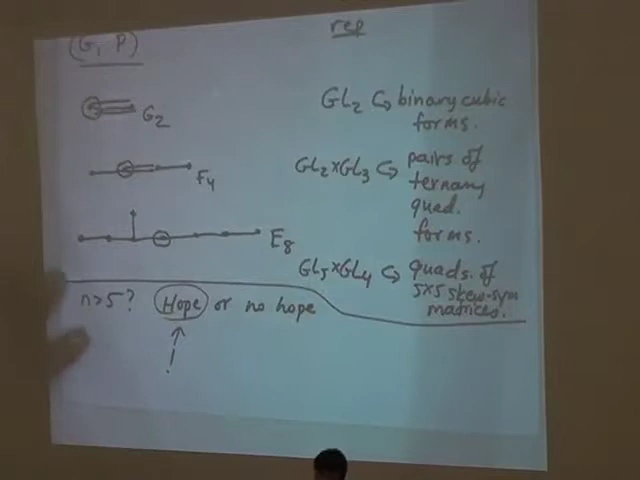 (G, P)
rep
G2
GL2 ↪ binary cubic
forms.
F4
GL2×GL3 ↪ pairs of
ternary
quad.
forms.
E8
GL5×GL4 ↪ quads. of
5×5 skew-sym
matrices.
n>5? Hope or no hope
!